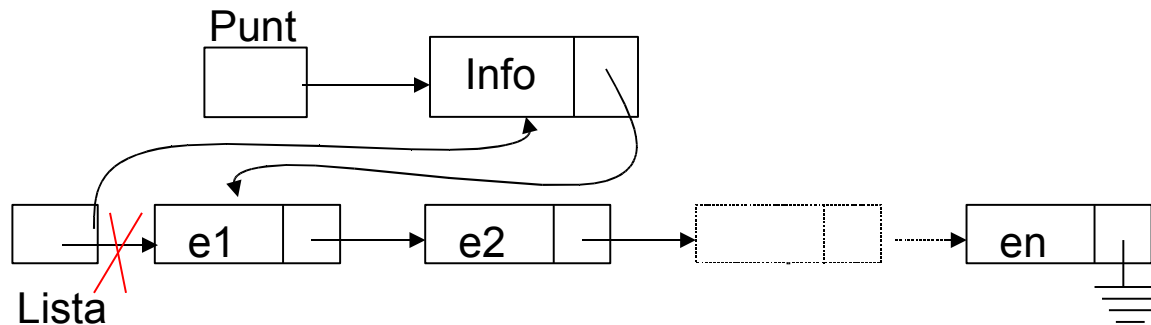 Punt
Info
e1
e2
en
Lista